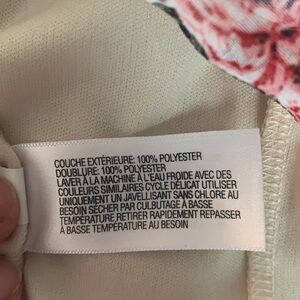 COUCHE EXTÉRIEURE: 100% POLYESTER
DOUBLURE: 100% POLYESTER
LAVER À LA MACHINE À L'EAU FROIDE AVEC DES
COULEURS SIMILAIRES CYCLE DÉLICAT UTILISER
UNIQUEMENT UN JAVELLISANT SANS CHLORE AU
BESOIN SÉCHER PAR CULBUTAGE À BASSE
TEMPÉRATURE RETIRER RAPIDEMENT REPASSER
À BASSE TEMPÉRATURE AU BESOIN